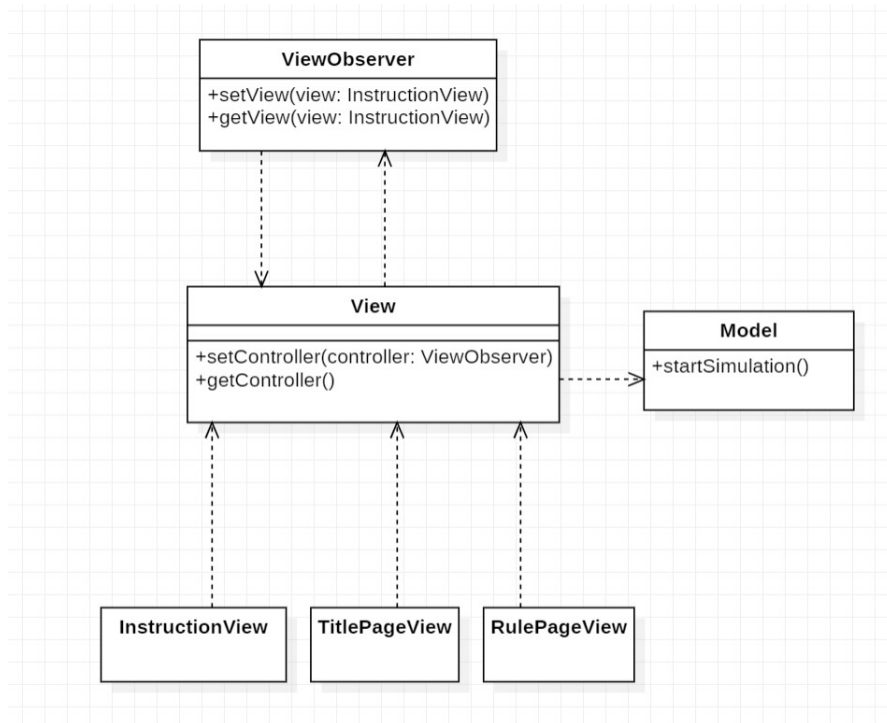 ViewObserver
+setView(view: InstructionView)
+getView(view: InstructionView)
View
+setController(controller: ViewObserver)
+getController()
Model
+startSimulation()
InstructionView
TitlePageView
RulePageView